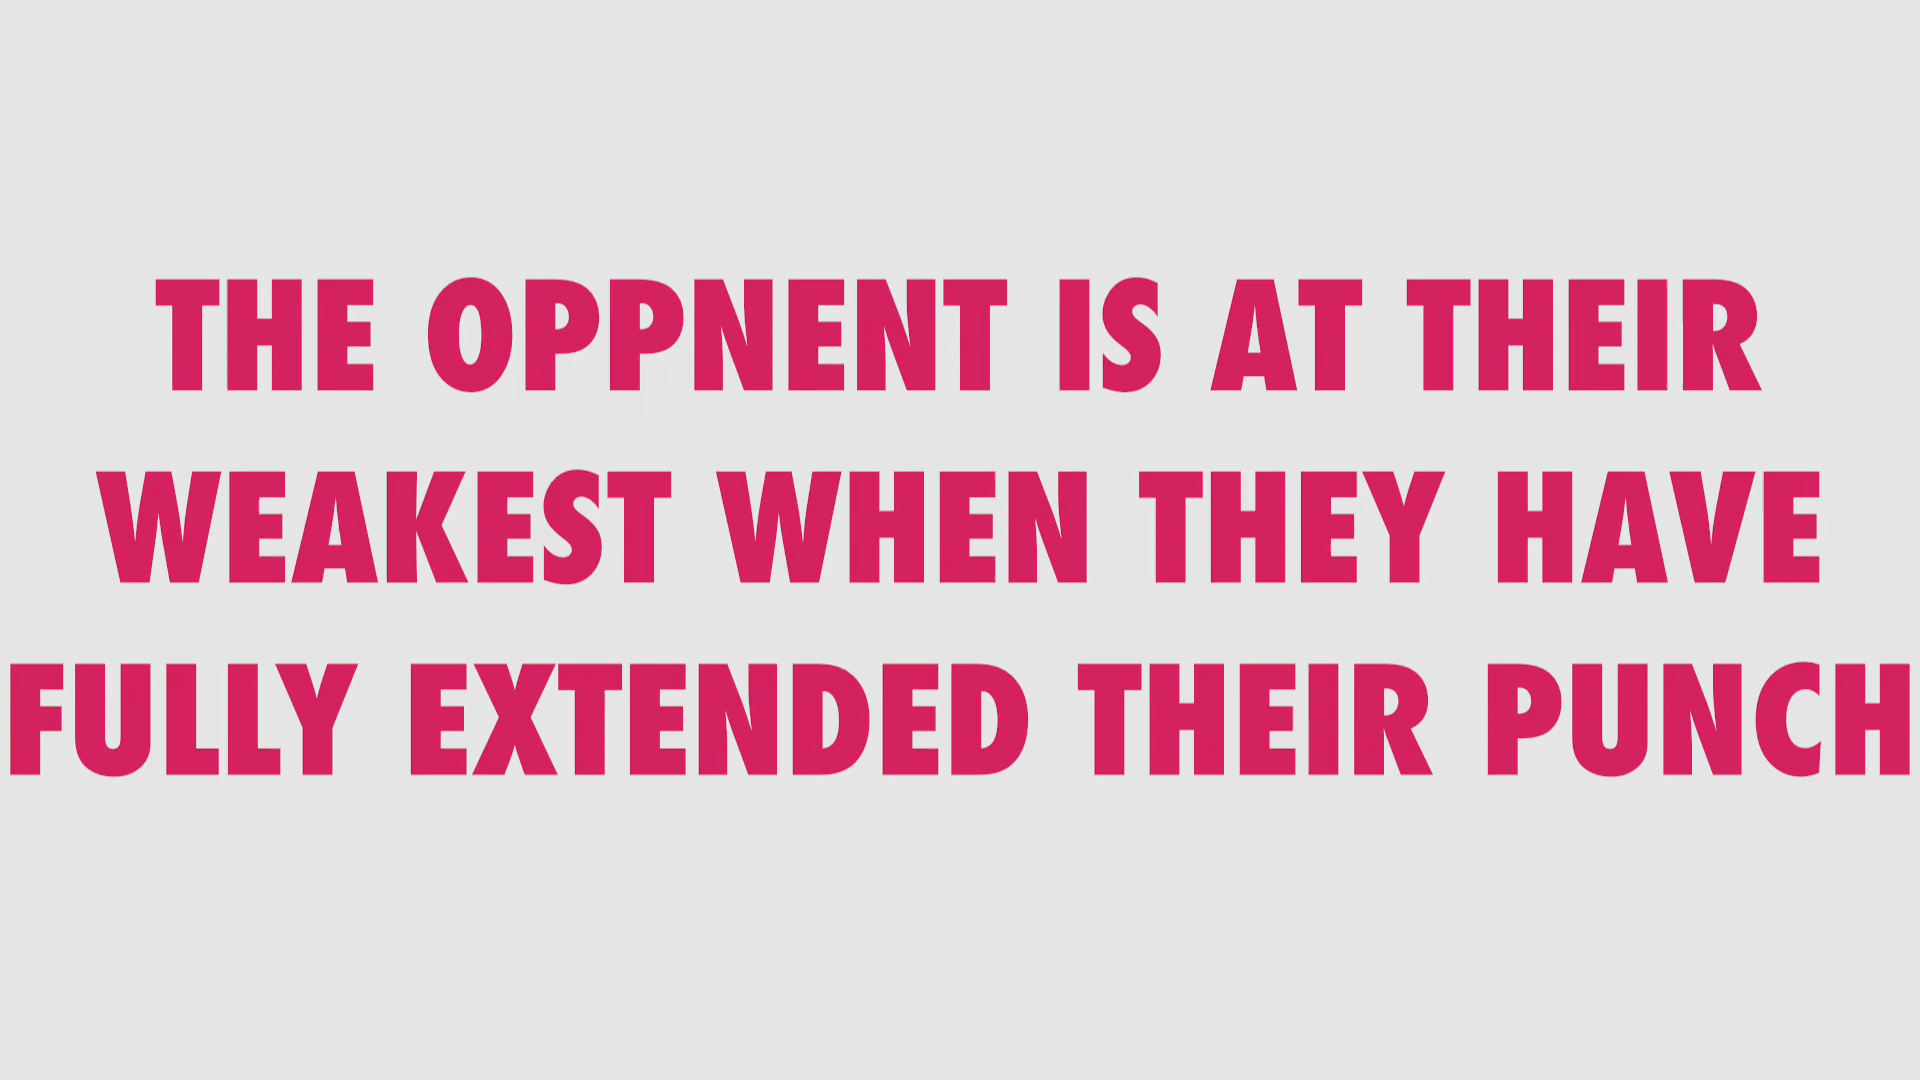 THE OPPNENT IS AT THEIR
WEAKEST WHEN THEY HAVE
FULLY EXTENDED THEIR PUNCH